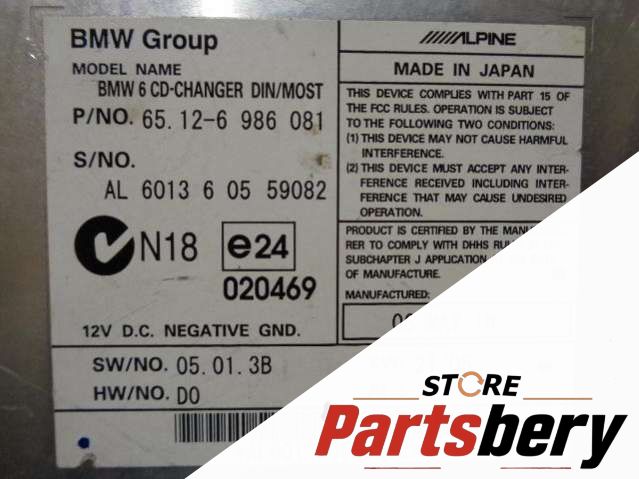 BMW Group
MODEL NAME
BMW 6 CD-CHANGER DIN/MOST
P/NO. 65.12-6 986 081
S/NO.
AL 6013 6 05 59082
N18 e24
020469
12V D.C. NEGATIVE GND.
SW/NO. 05.01.3B
HW/NO. D0
ALPINE
MADE IN JAPAN
THIS DEVICE COMPLIES WITH PART 15 OF
THE FCC RULES. OPERATION IS SUBJECT
TO THE FOLLOWING TWO CONDITIONS:
(1) THIS DEVICE MAY NOT CAUSE HARMFUL
INTERFERENCE.
(2) THIS DEVICE MUST ACCEPT ANY INTER-
FERENCE RECEIVED INCLUDING INTER-
FERENCE THAT MAY CAUSE UNDESIRED
OPERATION.
PRODUCT IS CERTIFIED BY THE
RER TO COMPLY WITH DHHS
SUBCHAPTER J APPLICATION
OF MANUFACTURE.
MANUFACTURED:
STORE
Partsbery